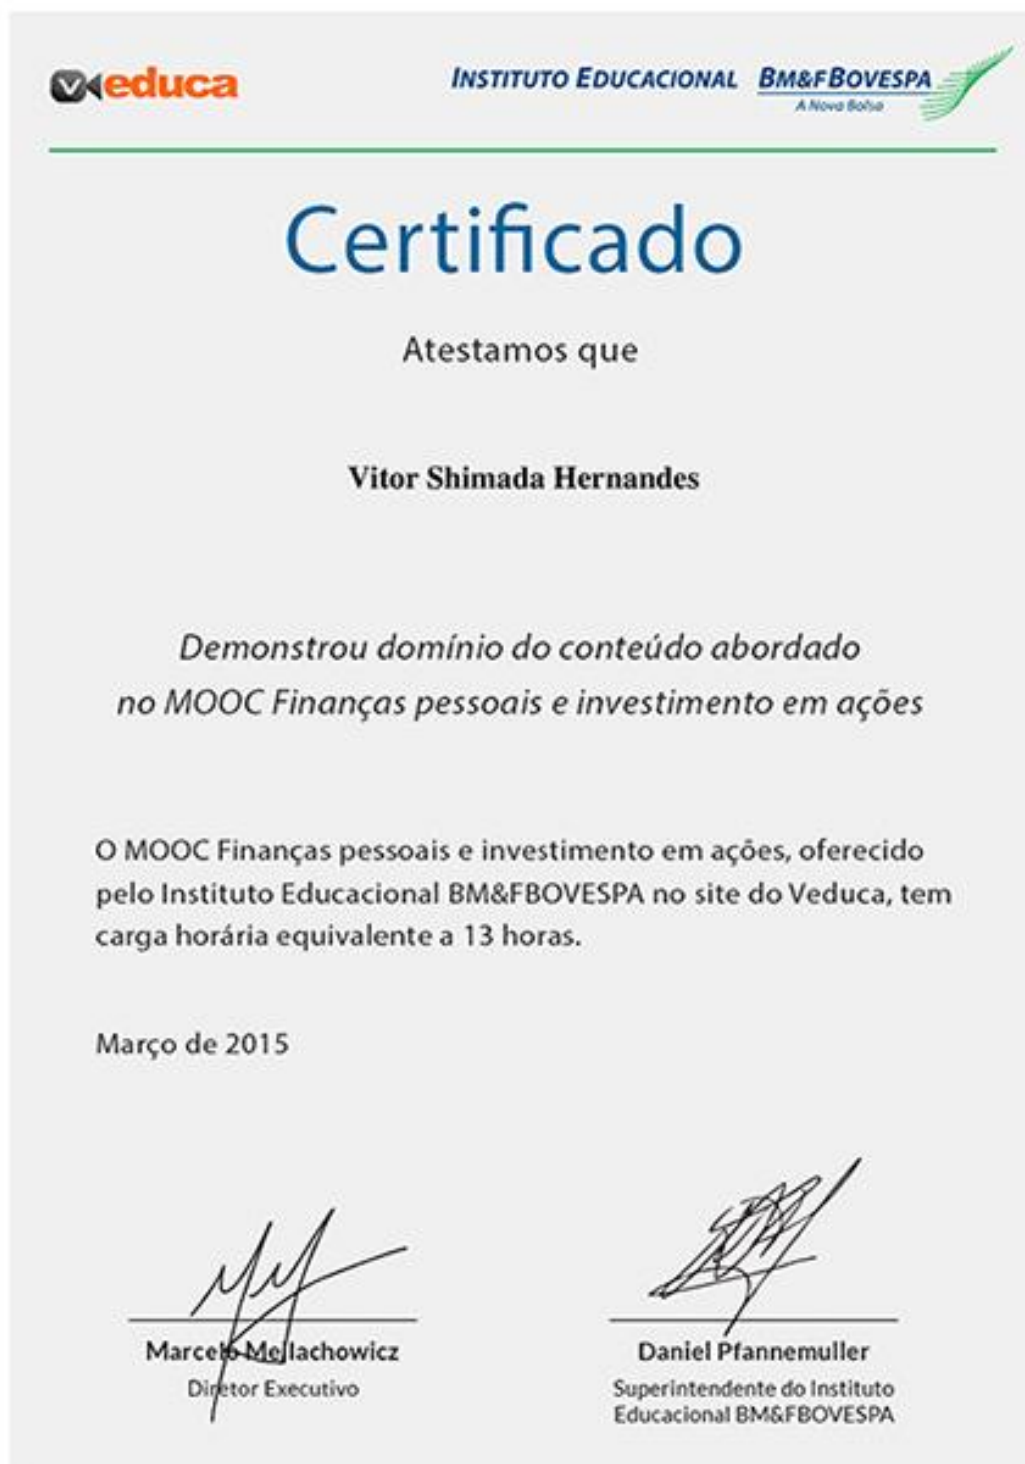 Veduca
INSTITUTO EDUCACIONAL BM&FBOVESPA
A Nova Bolsa
Certificado
Atestamos que
Vitor Shimada Hernandes
Demonstrou domínio do conteúdo abordado
no MOOC Finanças pessoais e investimento em ações
O MOOC Finanças pessoais e investimento em ações, oferecido
pelo Instituto Educacional BM&FBOVESPA no site do Veduca, tem
carga horária equivalente a 13 horas.
Março de 2015
Marcelo Mejlachowicz
Diretor Executivo
Daniel Pfannemuller
Superintendente do Instituto
Educacional BM&FBOVESPA